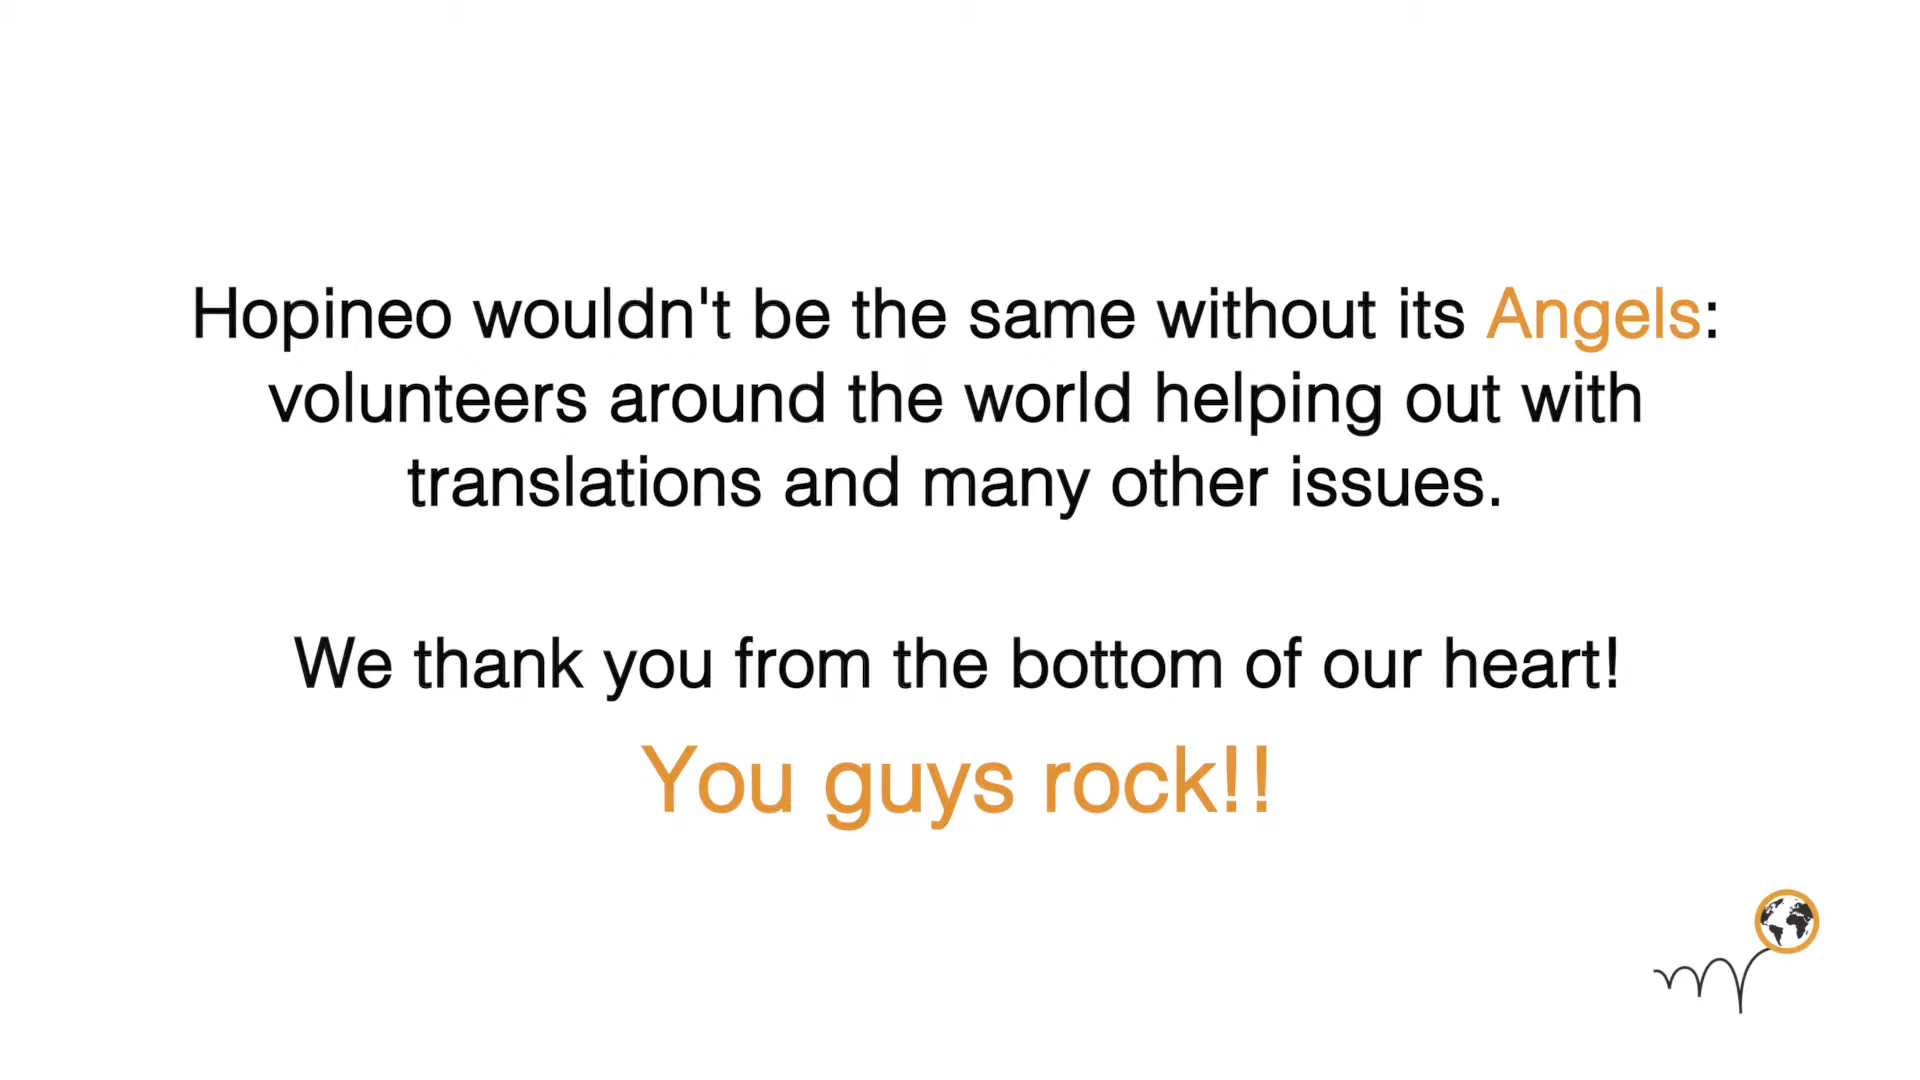 Hopineo wouldn't be the same without its Angels:
volunteers around the world helping out with
translations and many other issues.
We thank you from the bottom of our heart!
You guys rock!!